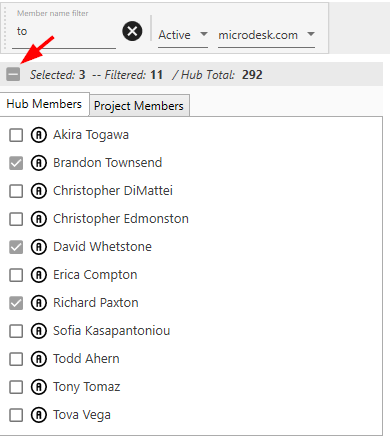 Member name filter
to
Active
microdesk.com
Selected: 3 -- Filtered: 11 / Hub Total: 292
Hub Members
Project Members
A Akira Togawa
A Brandon Townsend
A Christopher DiMattei
A Christopher Edmonston
A David Whetstone
A Erica Compton
A Richard Paxton
A Sofia Kasapantoniou
A Todd Ahern
A Tony Tomaz
A Tova Vega